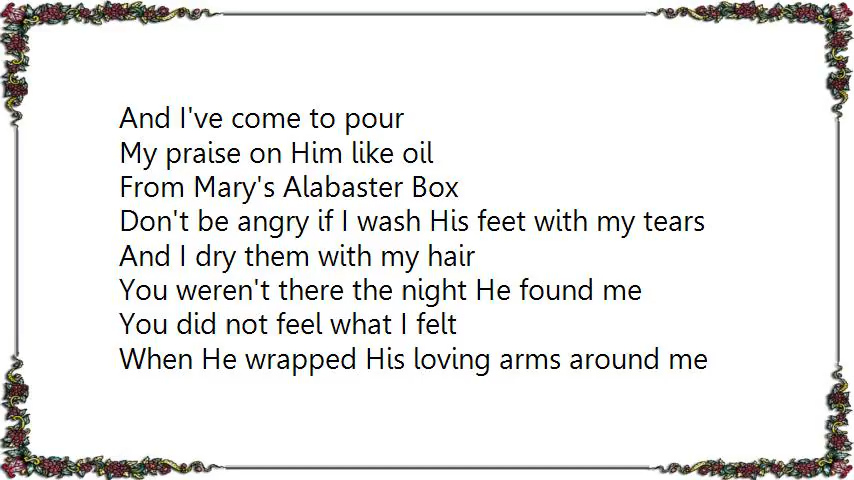 And I've come to pour
My praise on Him like oil
From Mary's Alabaster Box
Don't be angry if I wash His feet with my tears
And I dry them with my hair
You weren't there the night He found me
You did not feel what I felt
When He wrapped His loving arms around me